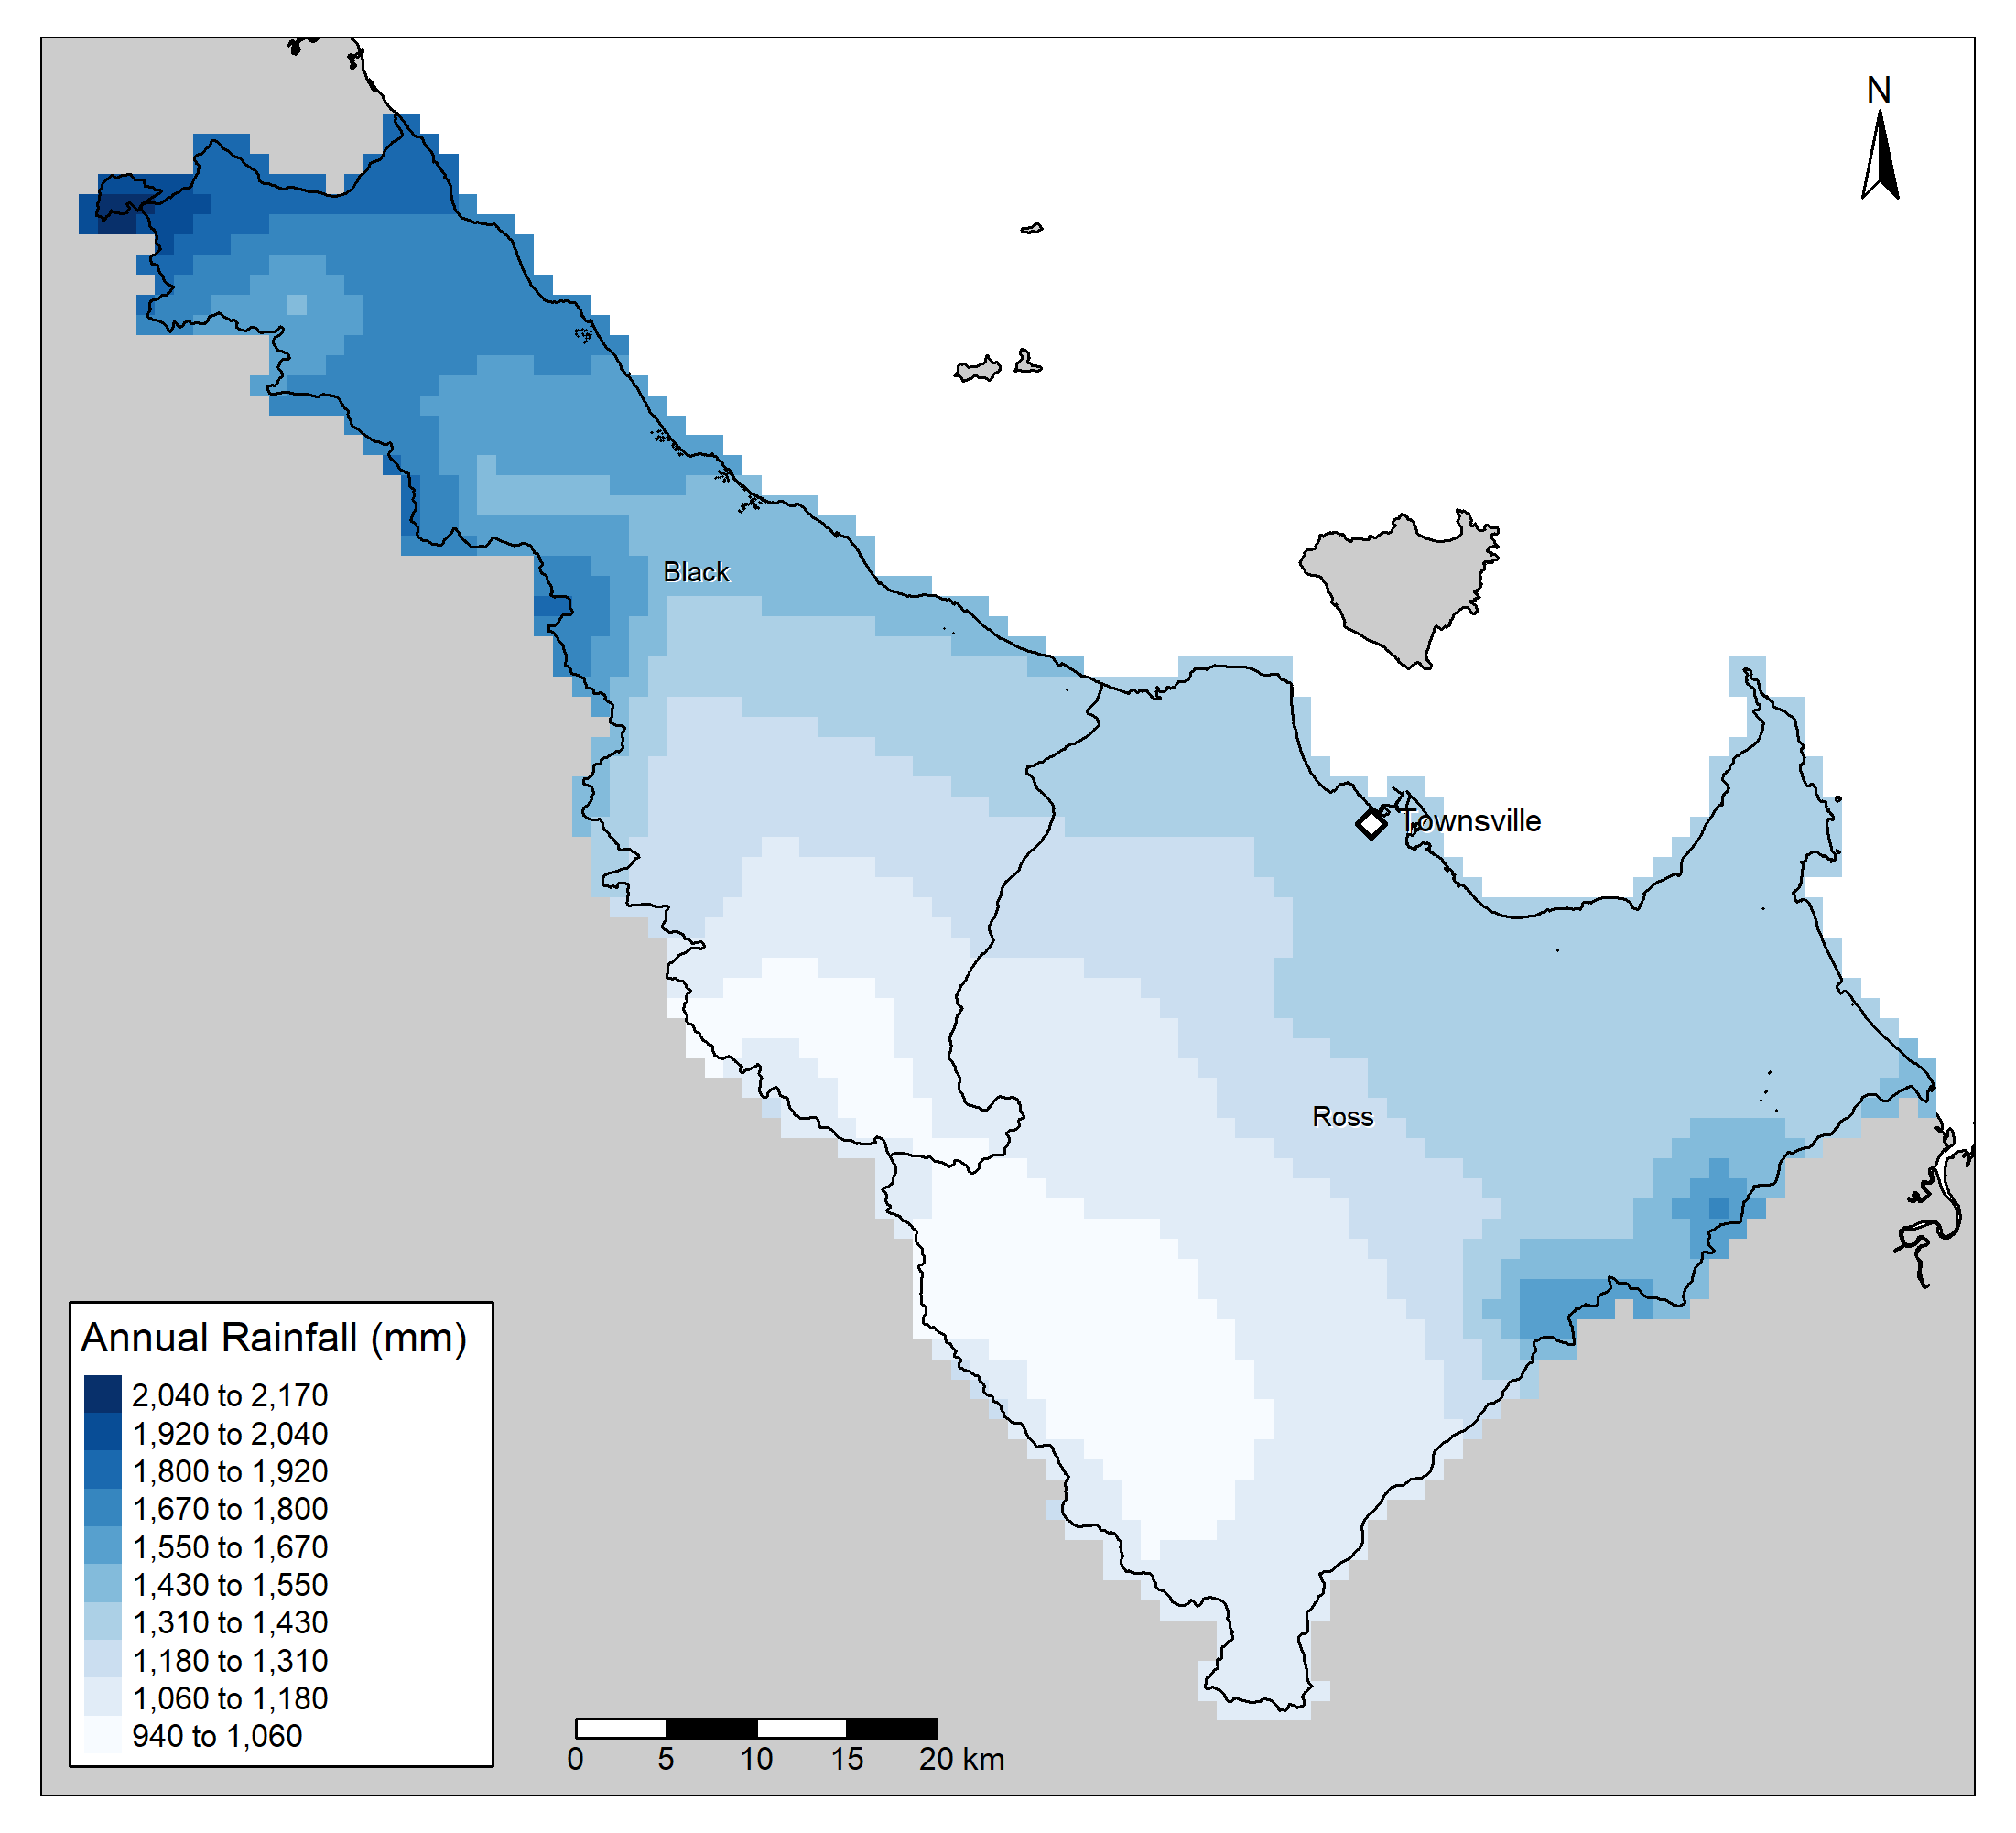 N
Black
Townsville
Ross
Annual Rainfall (mm)
2,040 to 2,170
1,920 to 2,040
1,800 to 1,920
1,670 to 1,800
1,550 to 1,670
1,430 to 1,550
1,310 to 1,430
1,180 to 1,310
1,060 to 1,180
940 to 1,060
0 5 10 15 20 km